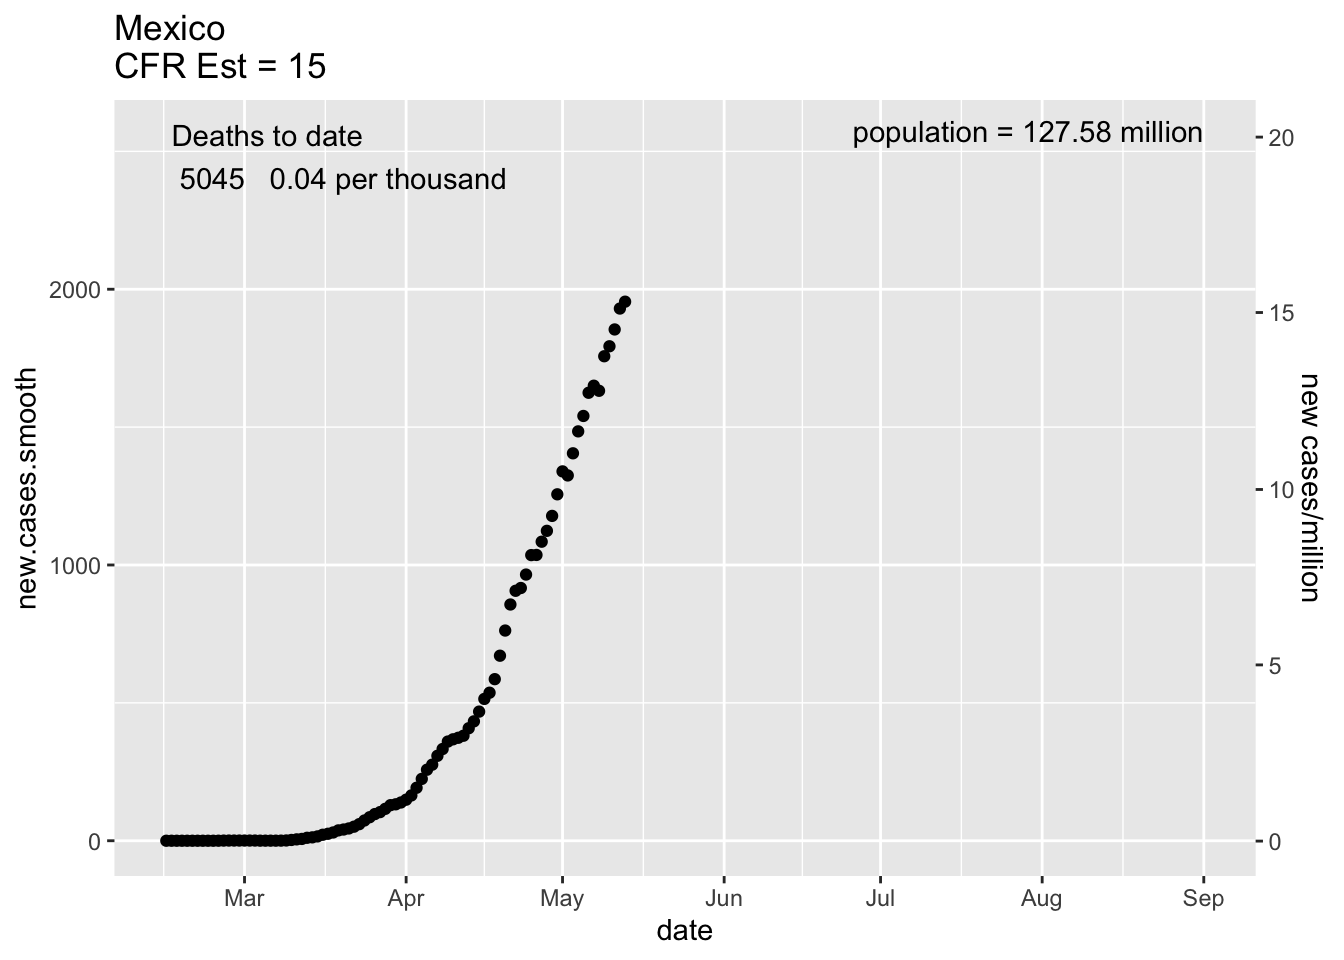 Mexico
CFR Est = 15
Deaths to date
5045 0.04 per thousand
population = 127.58 million
2000
1000
0
new.cases.smooth
20
15
10
5
0
new cases/million
Mar Apr May Jun Jul Aug Sep
date